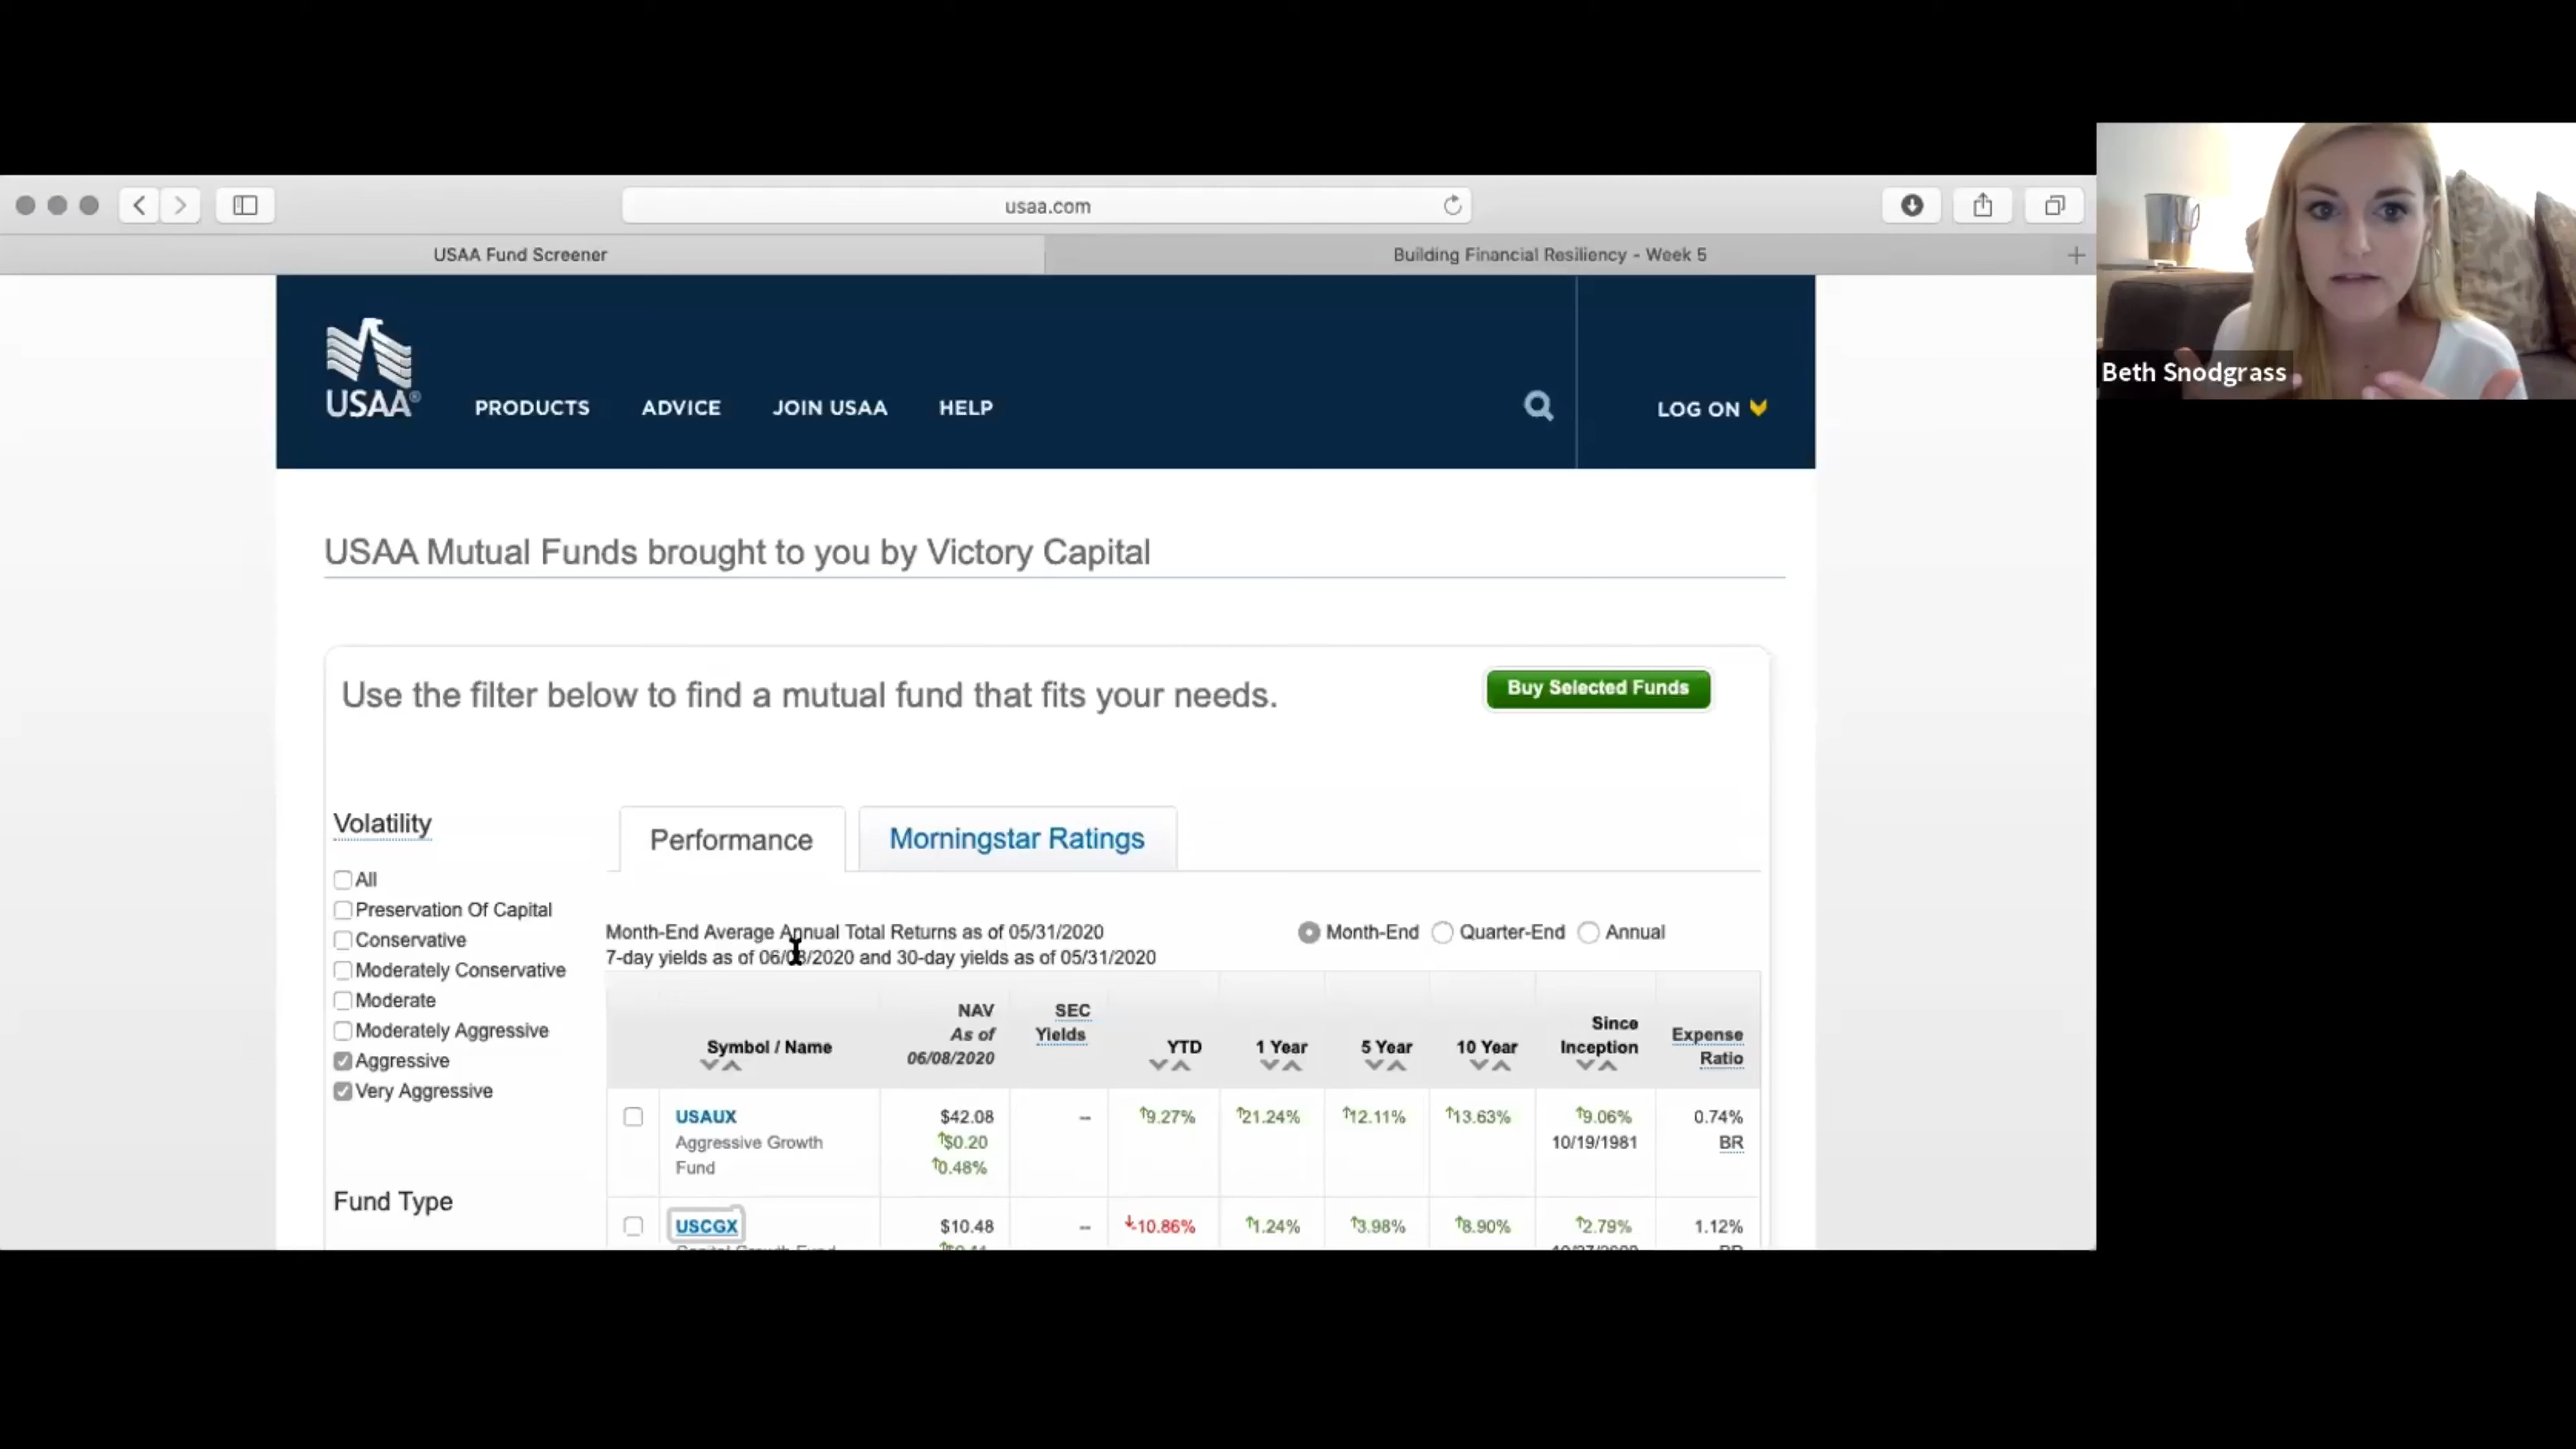 usaa.com
USAA Fund Screener
Building Financial Resiliency - Week 5
USAA®
PRODUCTS
ADVICE
JOIN USAA
HELP
LOG ON
Beth Snodgrass
USAA Mutual Funds brought to you by Victory Capital
Use the filter below to find a mutual fund that fits your needs.
Buy Selected Funds
Volatility
All
Preservation Of Capital
Conservative
Moderately Conservative
Moderate
Moderately Aggressive
Aggressive
Very Aggressive
Fund Type
Performance
Morningstar Ratings
Month-End Average Annual Total Returns as of 05/31/2020
7-day yields as of 06/08/2020 and 30-day yields as of 05/31/2020
Month-End
Quarter-End
Annual
Symbol / Name
NAV
As of
06/08/2020
SEC
Yields
YTD
1 Year
5 Year
10 Year
Since
Inception
Expense
Ratio
USAUX
Aggressive Growth
Fund
$42.08
↑$0.20
↑0.48%
--
↑9.27%
↑21.24%
↑12.11%
↑13.63%
↑9.06%
10/19/1981
0.74%
BR
USCGX
$10.48
--
↓-10.86%
↑1.24%
↑3.98%
↑8.90%
↑2.79%
1.12%